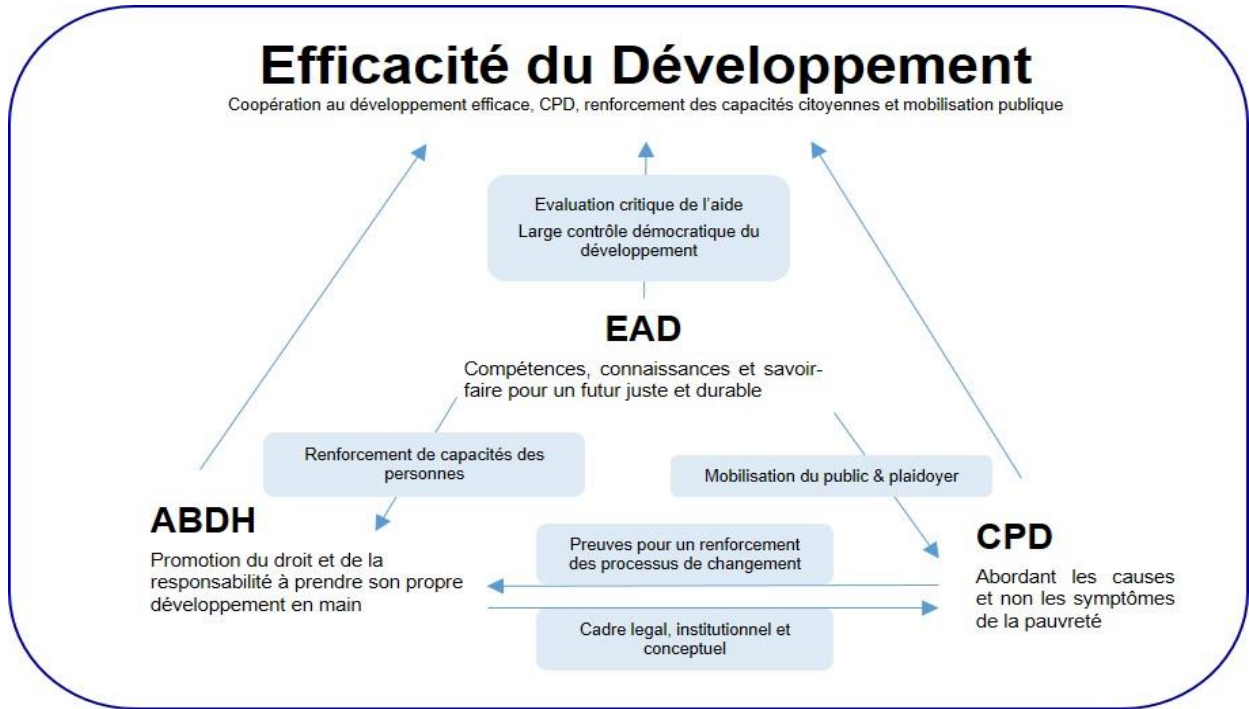 Efficacité du Développement
Coopération au développement efficace, CPD, renforcement des capacités citoyennes et mobilisation publique
Evaluation critique de l'aide
Large contrôle démocratique du
développement
EAD
Compétences, connaissances et savoir-
faire pour un futur juste et durable
Renforcement de capacités des
personnes
Mobilisation du public & plaidoyer
ABDH
Promotion du droit et de la
responsabilité à prendre son propre
développement en main
Preuves pour un renforcement
des processus de changement
Cadre legal, institutionnel et
conceptuel
CPD
Abordant les causes
et non les symptômes
de la pauvreté